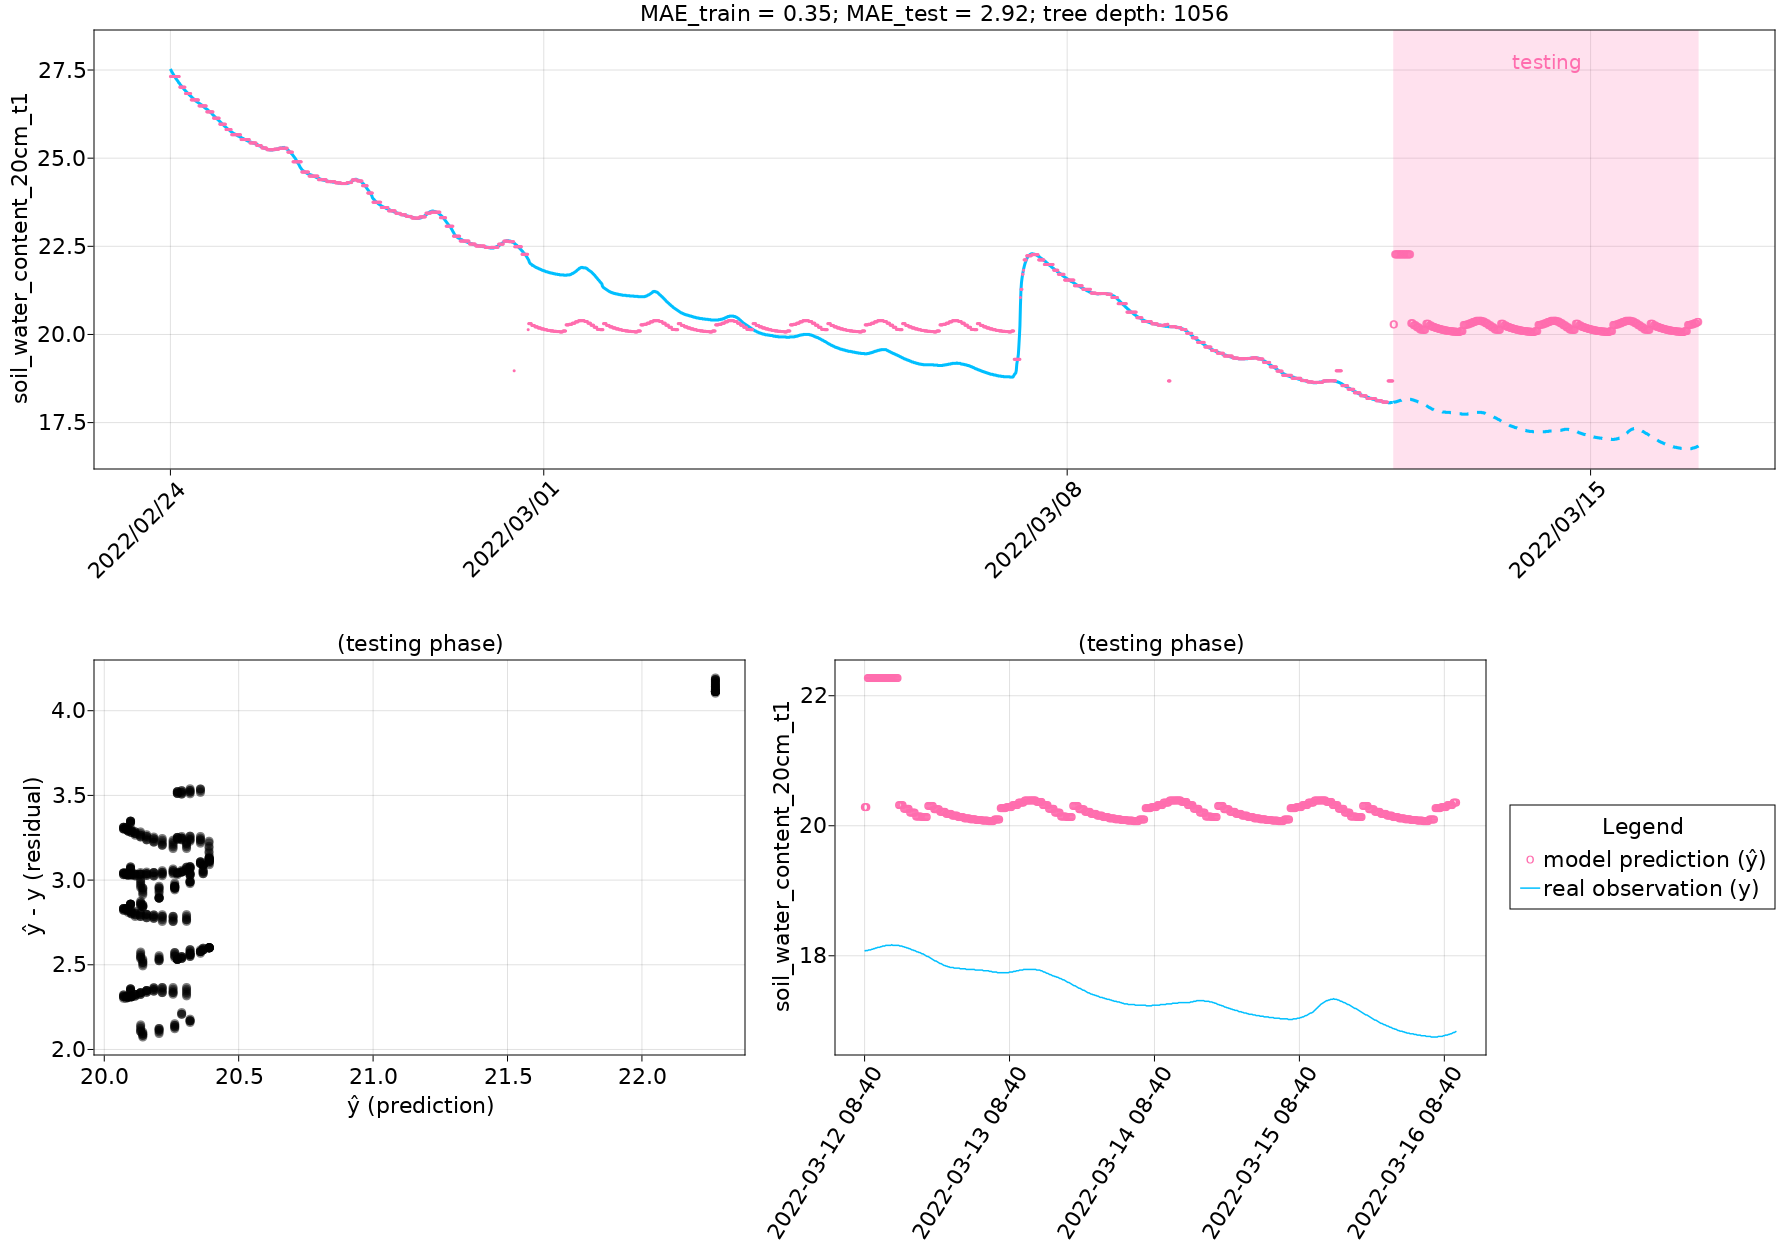 MAE_train = 0.35; MAE_test = 2.92; tree depth: 1056
soil_water_content_20cm_t1
27.5
25.0
22.5
20.0
17.5
testing
2022/02/24
2022/03/01
2022/03/08
2022/03/15
(testing phase)
ŷ - y (residual)
4.0
3.5
3.0
2.5
2.0
20.0
20.5
21.0
21.5
22.0
ŷ (prediction)
(testing phase)
soil_water_content_20cm_t1
22
20
18
2022-03-12 08-40
2022-03-13 08-40
2022-03-14 08-40
2022-03-15 08-40
2022-03-16 08-40
Legend
model prediction (ŷ)
real observation (y)